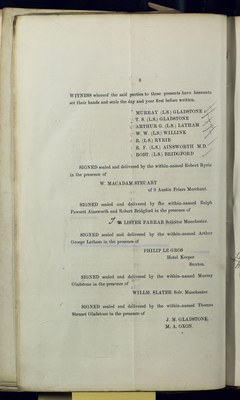 8
WITNESS whereof the said parties to these presents have hereunto
set their hands and seals the day and year first before written.
MURRAY (L.S.) GLADSTONE
T. S. (L.S.) GLADSTONE
ARTHUR G. (L.S.) LATHAM
W. W. (L.S.) WILLINK
R. (L.S.) KYRIE
R. F. (L.S.) AINSWORTH M.D.
ROBT. (L.S.) BRIDGFORD
SIGNED sealed and delivered by the within-named Robert Kyrie
in the presence of
W. MACADAM STEUART
of 3 Austin Friars Merchant.
SIGNED sealed and delivered by the within-named Ralph
Fawsett Ainsworth and Robert Bridgford in the presence of
LISTER FARRAR Solicitor Manchester.
SIGNED sealed and delivered by the within-named Arthur
George Latham in the presence of
PHILIP LE GROS
Hotel Keeper
Buxton.
SIGNED sealed and delivered by the within-named Murray
Gladstone in the presence of
WILLM. SLATER Solr. Manchester
SIGNED sealed and delivered by the within-named Thomas
Steuart Gladstone in the presence of
J. M. GLADSTONE.
M. A. OXON.